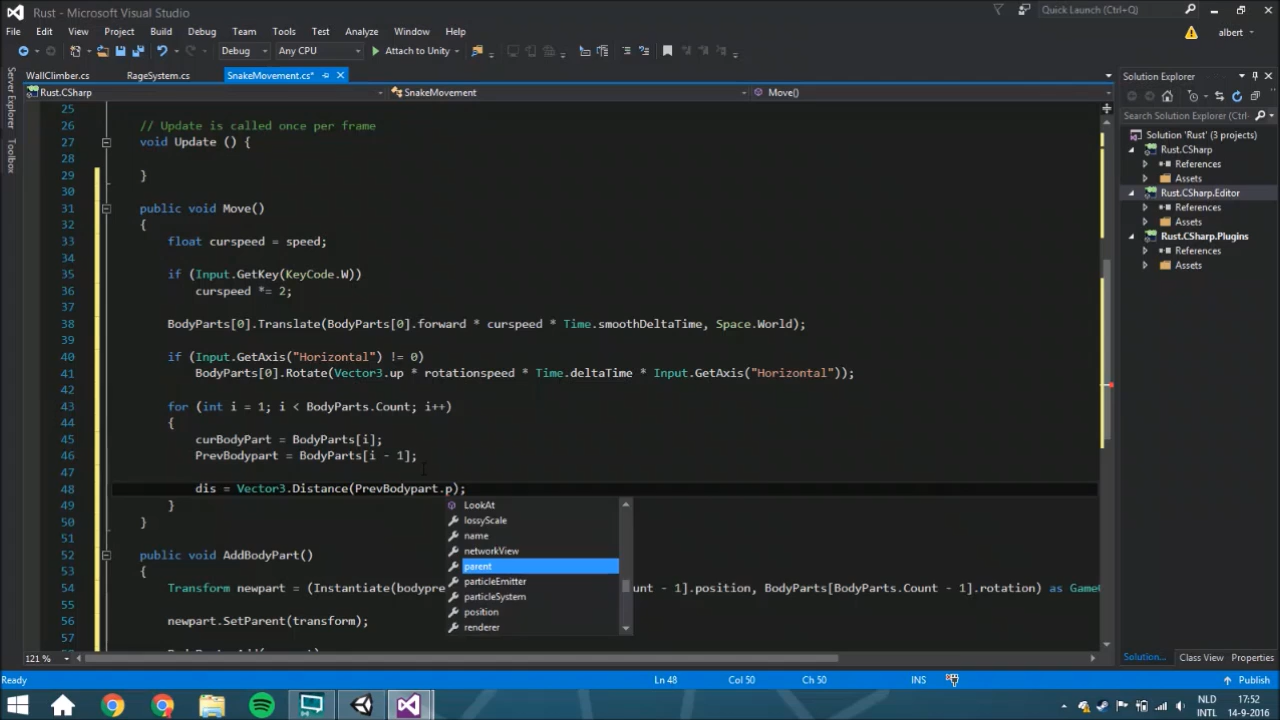 Rust - Microsoft Visual Studio
Quick Launch (Ctrl+Q)
File Edit View Project Build Debug Team Tools Test Analyze Window Help
albert
Debug Any CPU Attach to Unity
WallClimber.cs RageSystem.cs SnakeMovement.cs*
Rust.CSharp SnakeMovement Move()
Server Explorer
Toolbox
25
26 // Update is called once per frame
27 void Update () {
28
29 }
30
31 public void Move()
32 {
33 float curspeed = speed;
34
35 if (Input.GetKey(KeyCode.W))
36 curspeed *= 2;
37
38 BodyParts[0].Translate(BodyParts[0].forward * curspeed * Time.smoothDeltaTime, Space.World);
39
40 if (Input.GetAxis("Horizontal") != 0)
41 BodyParts[0].Rotate(Vector3.up * rotationspeed * Time.deltaTime * Input.GetAxis("Horizontal"));
42
43 for (int i = 1; i < BodyParts.Count; i++)
44 {
45 curBodyPart = BodyParts[i];
46 PrevBodypart = BodyParts[i - 1];
47
48 dis = Vector3.Distance(PrevBodypart.p);
49 }
50 }
51
52 public void AddBodyPart()
53 {
54 Transform newpart = (Instantiate(bodypre unt - 1].position, BodyParts[BodyParts.Count - 1].rotation) as Game
55
56 newpart.SetParent(transform);
57
LookAt
lossyScale
name
networkView
parent
particleEmitter
particleSystem
position
renderer
Solution Explorer
Search Solution Explorer (Ctrl+
Solution 'Rust' (3 projects)
Rust.CSharp
References
Assets
Rust.CSharp.Editor
References
Assets
Rust.CSharp.Plugins
References
Assets
121 %
Solution... Class View Properties
Ready Ln 48 Col 50 Ch 50 INS Publish
NLD 17:52
INTL 14-9-2016